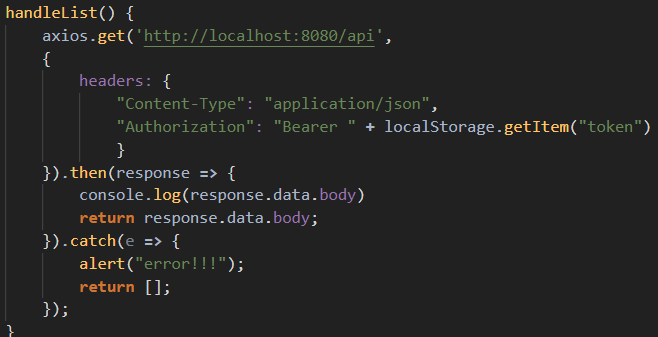 handleList() {
    axios.get('http://localhost:8080/api',
    {
        headers: {
            "Content-Type": "application/json",
            "Authorization": "Bearer " + localStorage.getItem("token")
            }
    }).then(response => {
        console.log(response.data.body)
        return response.data.body;
    }).catch(e => {
        alert("error!!!");
        return [];
    });
}